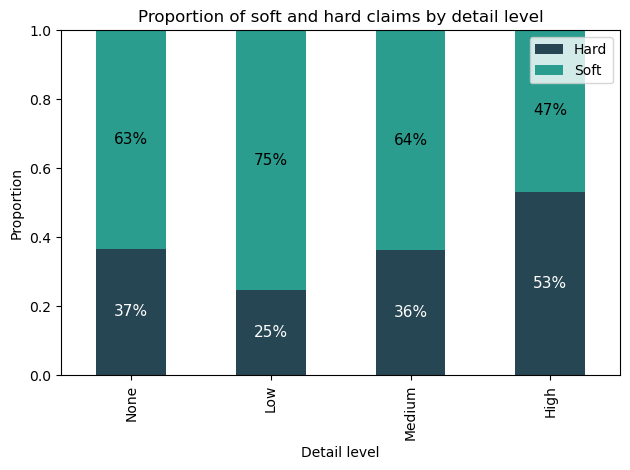 Proportion of soft and hard claims by detail level
Hard
Soft
1.0
0.8
0.6
0.4
0.2
0.0
Proportion
63%
75%
64%
47%
37%
25%
36%
53%
None
Low
Medium
High
Detail level